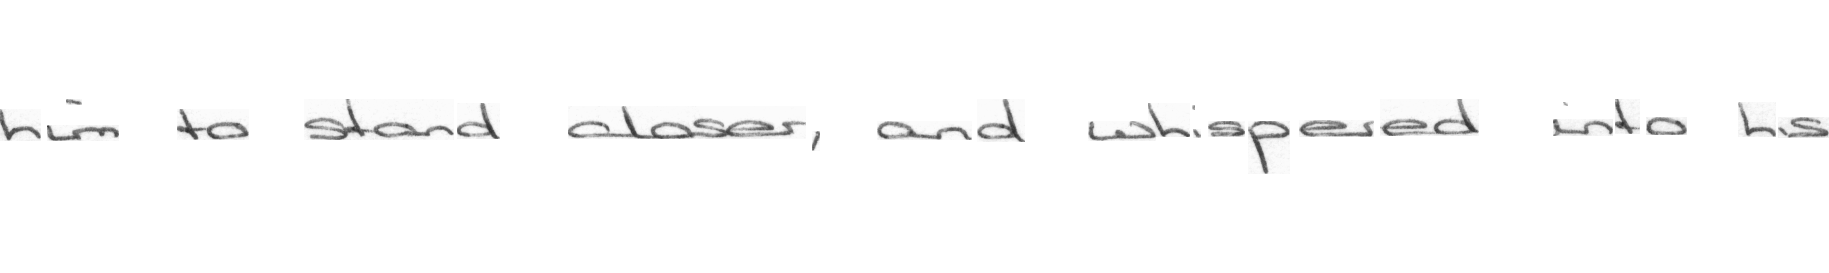 him to stand closer, and whispered into his